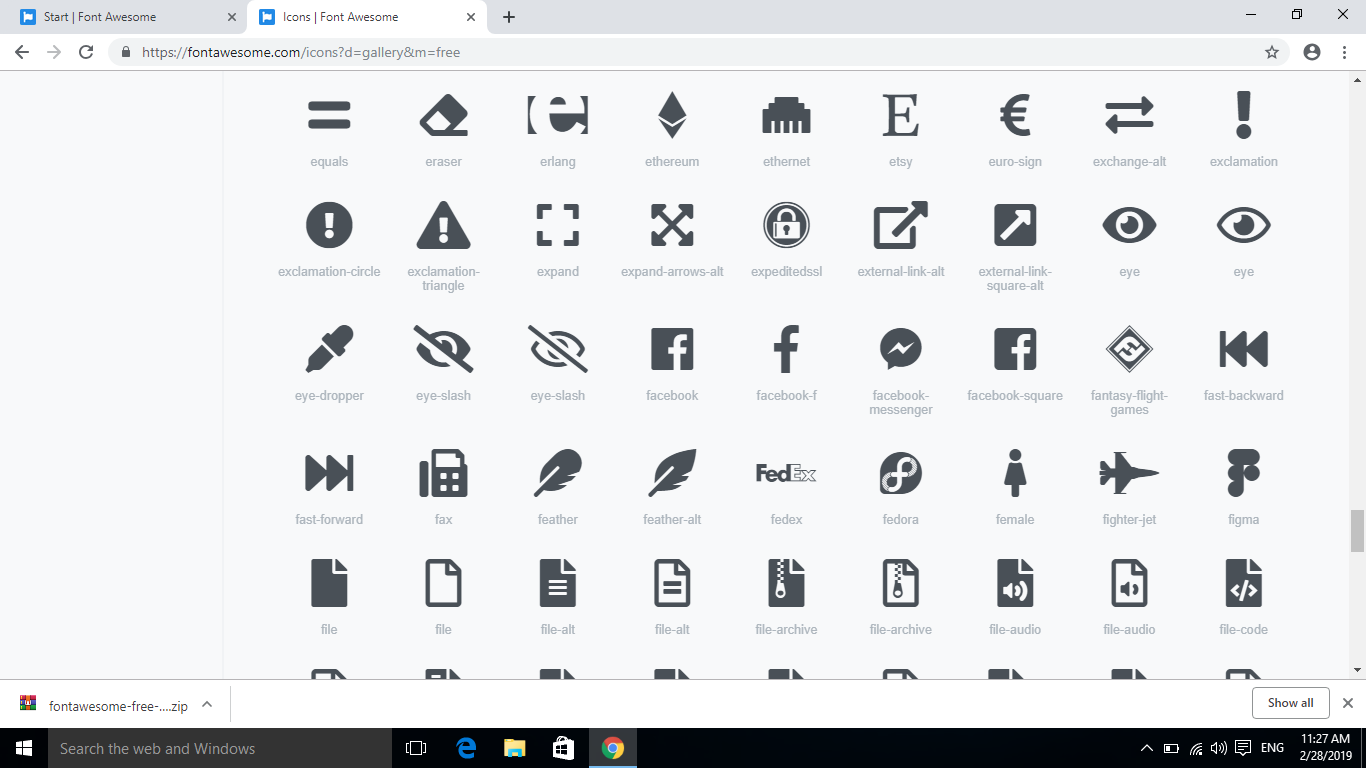 Start | Font Awesome
Icons | Font Awesome
https://fontawesome.com/icons?d=gallery&m=free
equals eraser erlang ethereum ethernet etsy euro-sign exchange-alt exclamation
exclamation-circle exclamation-triangle expand expand-arrows-alt expeditedssl external-link-alt external-link-square-alt eye eye
eye-dropper eye-slash eye-slash facebook facebook-f facebook-messenger facebook-square fantasy-flight-games fast-backward
FedEx
fast-forward fax feather feather-alt fedex fedora female fighter-jet figma
file file file-alt file-alt file-archive file-archive file-audio file-audio file-code
fontawesome-free-....zip
Show all
Search the web and Windows
ENG
11:27 AM
2/28/2019